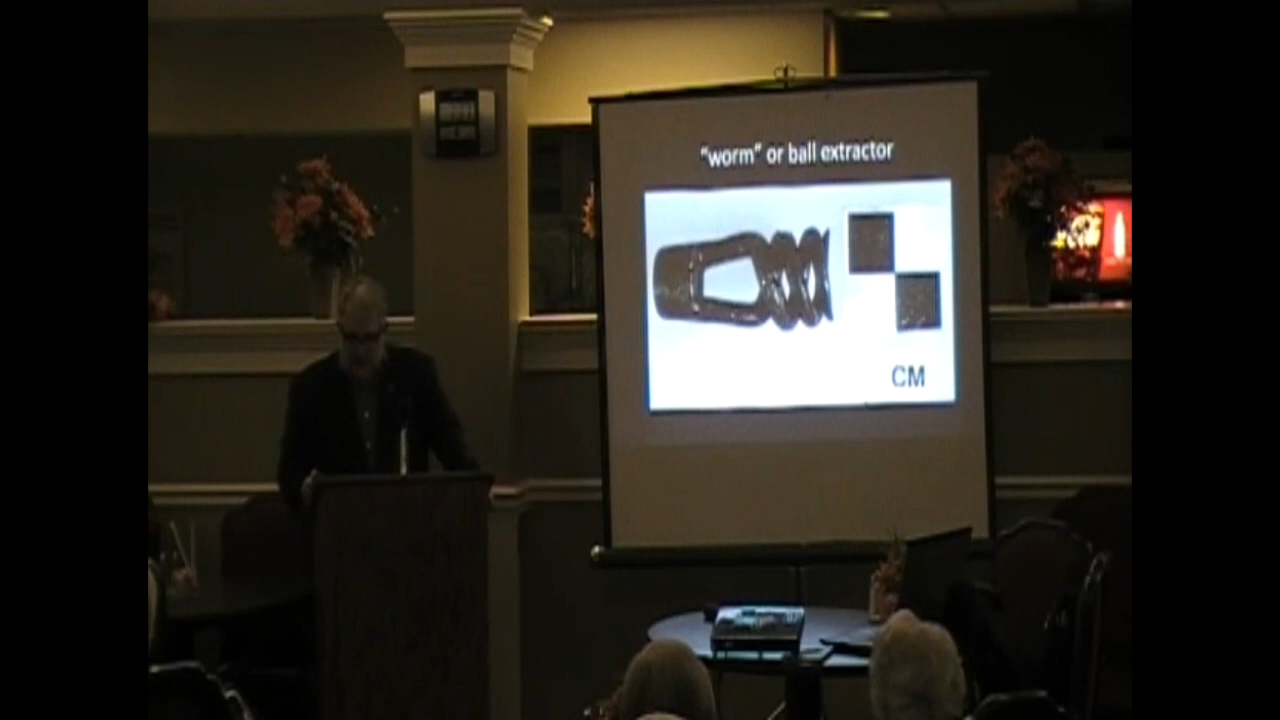 “worm” or ball extractor
CM